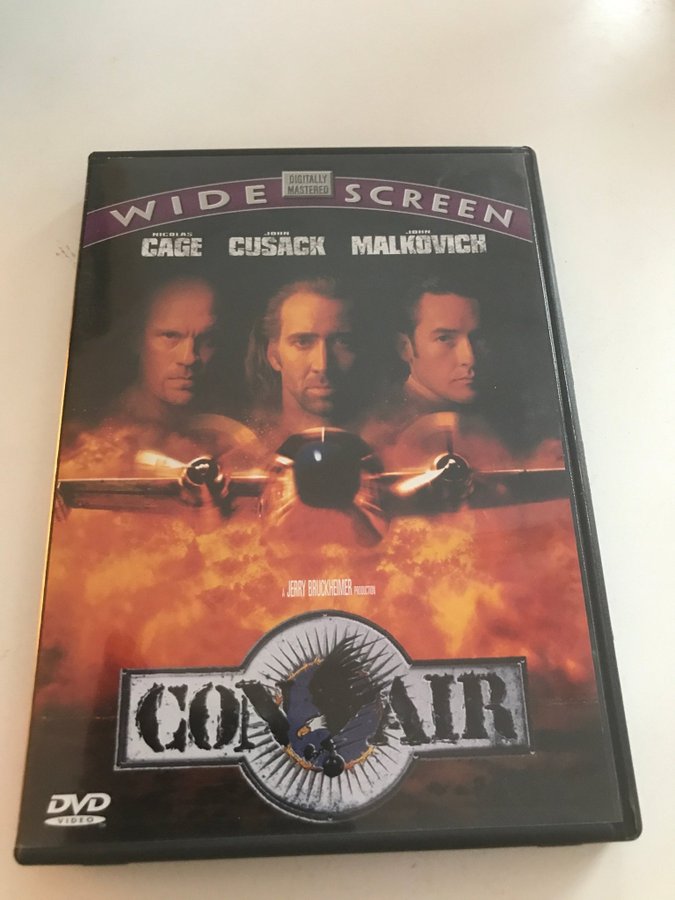 DIGITALLY
MASTERED
WIDE SCREEN
NICOLAS CAGE JOHN CUSACK JOHN MALKOVICH
A JERRY BRUCKHEIMER PRODUCTION
CON AIR
DVD
VIDEO